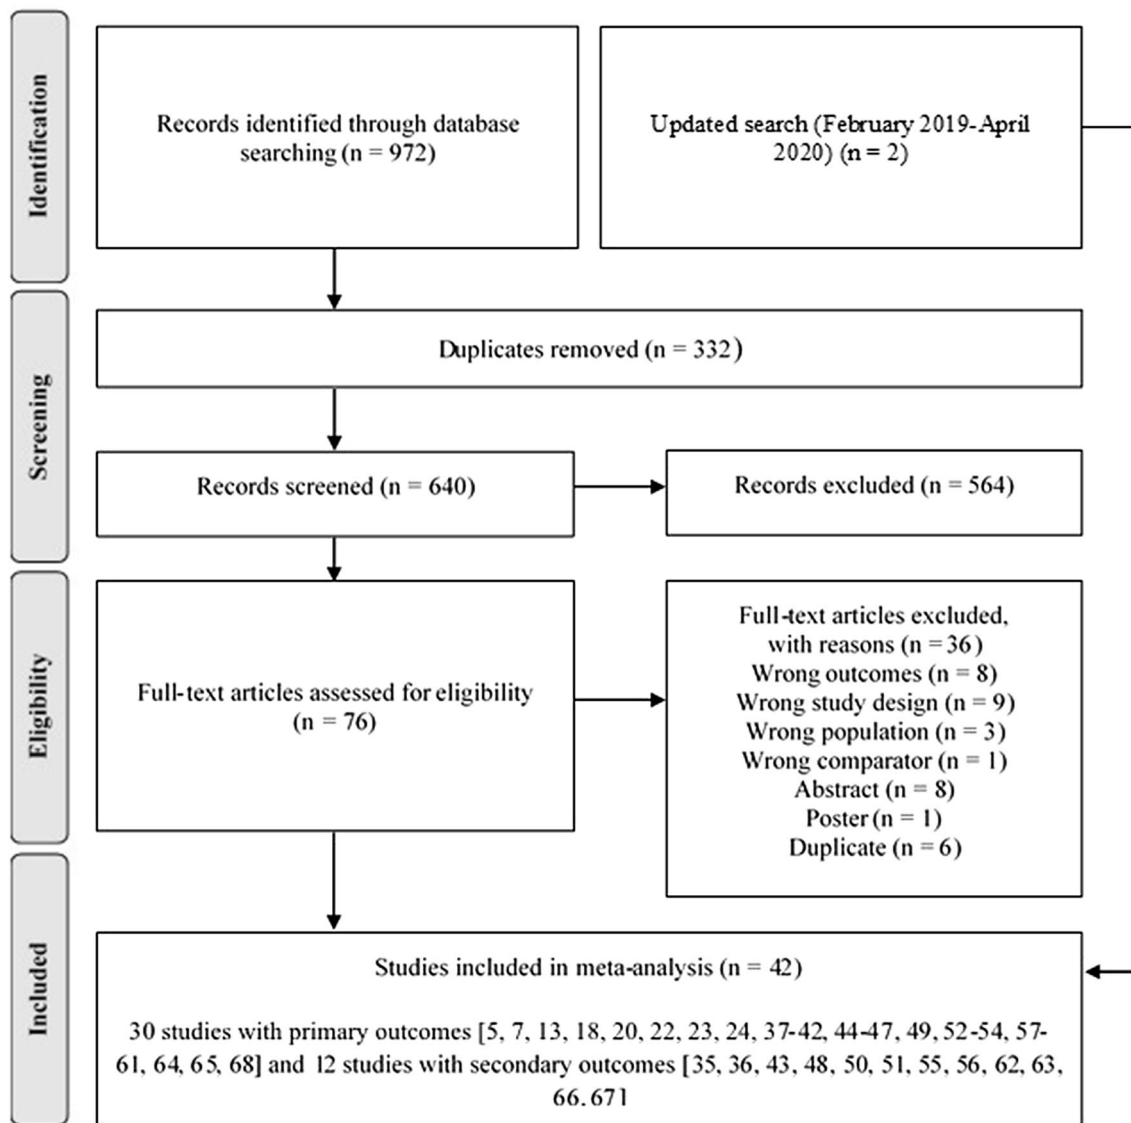 Identification
Records identified through database
searching (n = 972)
Updated search (February 2019-April
2020) (n = 2)
Screening
Duplicates removed (n = 332)
Records screened (n = 640)
Records excluded (n = 564)
Eligibility
Full-text articles assessed for eligibility
(n = 76)
Full-text articles excluded,
with reasons (n = 36)
Wrong outcomes (n = 8)
Wrong study design (n = 9)
Wrong population (n = 3)
Wrong comparator (n = 1)
Abstract (n = 8)
Poster (n = 1)
Duplicate (n = 6)
Included
Studies included in meta-analysis (n = 42)
30 studies with primary outcomes [5, 7, 13, 18, 20, 22, 23, 24, 37-42, 44-47, 49, 52-54, 57-
61, 64, 65, 68] and 12 studies with secondary outcomes [35, 36, 43, 48, 50, 51, 55, 56, 62, 63,
66, 67]